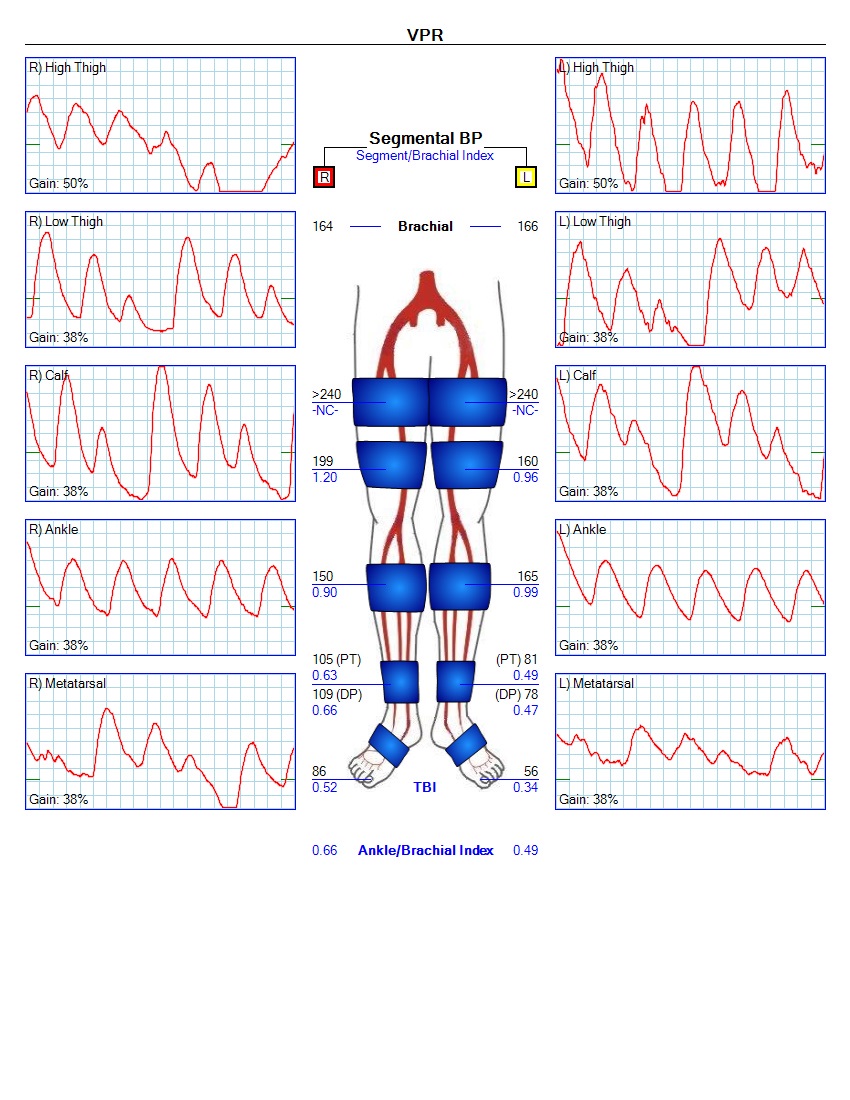 VPR
R) High Thigh
Gain: 50%
R) Low Thigh
Gain: 38%
R) Calf
Gain: 38%
R) Ankle
Gain: 38%
R) Metatarsal
Gain: 38%
Segmental BP
Segment/Brachial Index
R L
164 Brachial 166
>240 >240
-NC- -NC-
199 160
1.20 0.96
150 165
0.90 0.99
105 (PT) (PT) 81
0.63 0.49
109 (DP) (DP) 78
0.66 0.47
86 56
0.52 TBI 0.34
0.66 Ankle/Brachial Index 0.49
L) High Thigh
Gain: 50%
L) Low Thigh
Gain: 38%
L) Calf
Gain: 38%
L) Ankle
Gain: 38%
L) Metatarsal
Gain: 38%